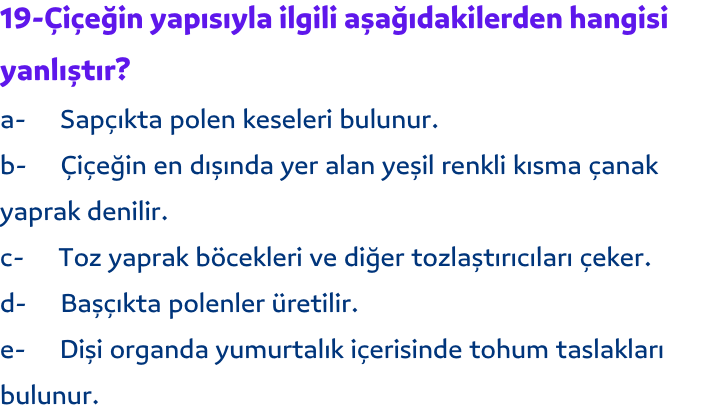 19-Çiçeğin yapısıyla ilgili aşağıdakilerden hangisi
yanlıştır?
a- Sapçıkta polen keseleri bulunur.
b- Çiçeğin en dışında yer alan yeşil renkli kısma çanak
yaprak denilir.
c- Toz yaprak böcekleri ve diğer tozlaştırıcıları çeker.
d- Başçıkta polenler üretilir.
e- Dişi organda yumurtalık içerisinde tohum taslakları
bulunur.